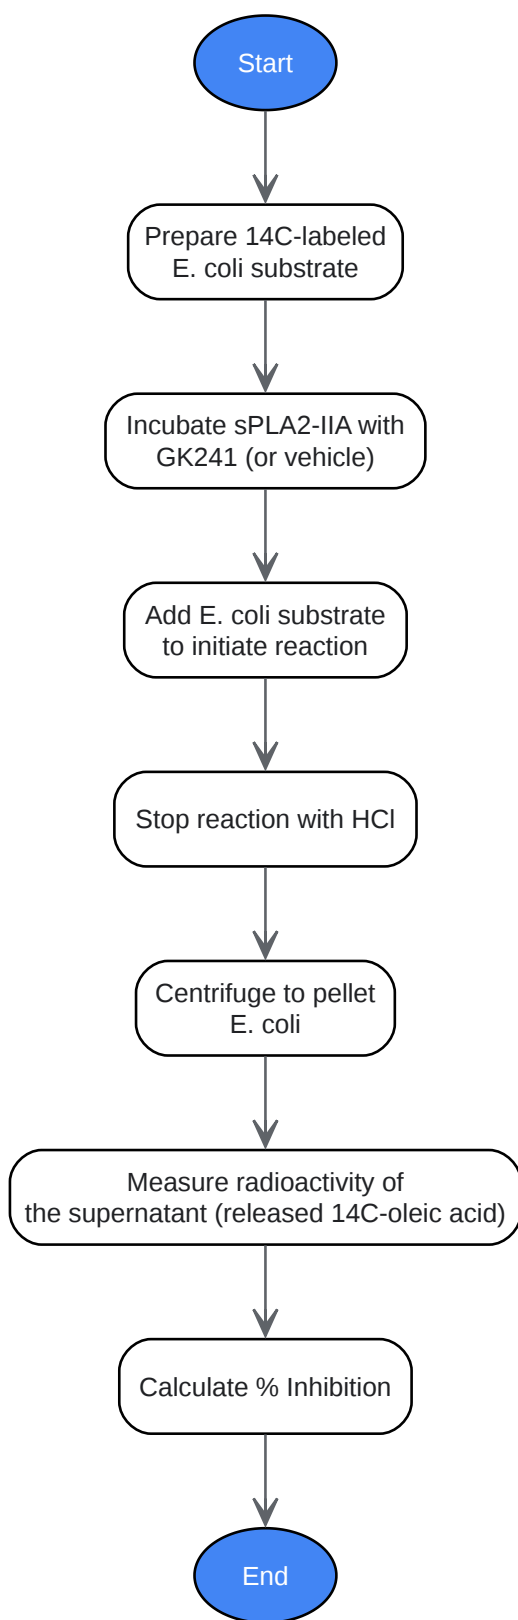 Start
Prepare 14C-labeled
E. coli substrate
Incubate sPLA2-IIA with
GK241 (or vehicle)
Add E. coli substrate
to initiate reaction
Stop reaction with HCl
Centrifuge to pellet
E. coli
Measure radioactivity of
the supernatant (released 14C-oleic acid)
Calculate % Inhibition
End